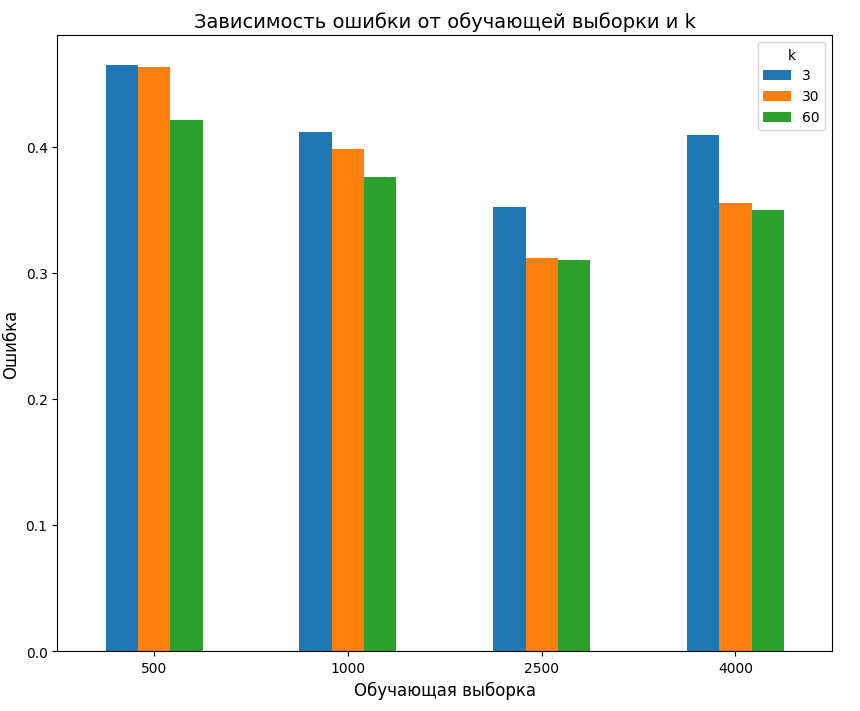 Зависимость ошибки от обучающей выборки и k
k
3
30
60
Ошибка
0.4
0.3
0.2
0.1
0.0
500 1000 2500 4000
Обучающая выборка